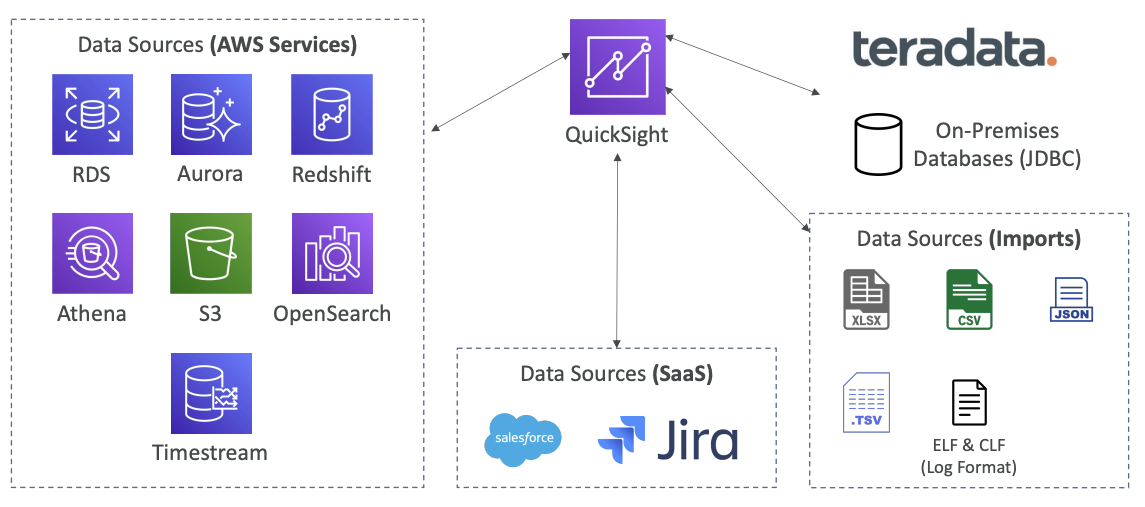 Data Sources (AWS Services)
RDS
Aurora
Redshift
Athena
S3
OpenSearch
Timestream
QuickSight
Data Sources (SaaS)
salesforce
Jira
teradata.
On-Premises
Databases (JDBC)
Data Sources (Imports)
XLSX
CSV
JSON
.TSV
ELF & CLF
(Log Format)